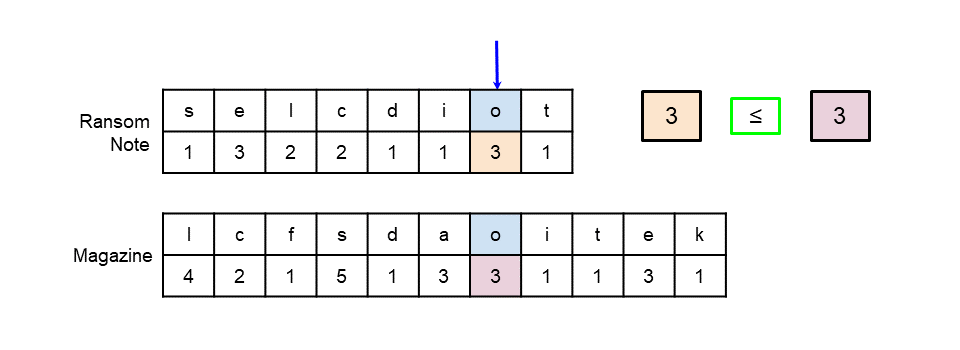 s e l c d i o t
Ransom
Note
1 3 2 2 1 1 3 1
3 ≤ 3
l c f s d a o i t e k
Magazine
4 2 1 5 1 3 3 1 1 3 1